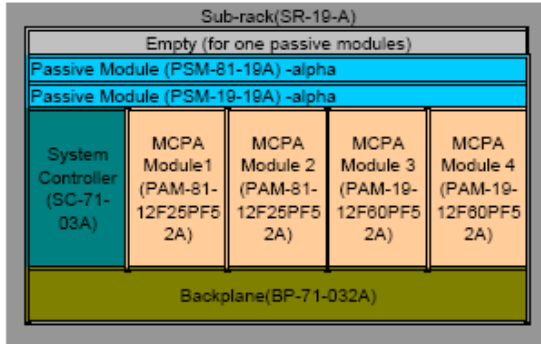 Sub-rack(SR-19-A)
Empty (for one passive modules)
Passive Module (PSM-81-19A) -alpha
Passive Module (PSM-19-19A) -alpha
System
Controller
(SC-71-
03A)
MCPA
Module1
(PAM-81-
12F25PF5
2A)
MCPA
Module 2
(PAM-81-
12F25PF5
2A)
MCPA
Module 3
(PAM-19-
12F60PF5
2A)
MCPA
Module 4
(PAM-19-
12F60PF5
2A)
Backplane(BP-71-032A)